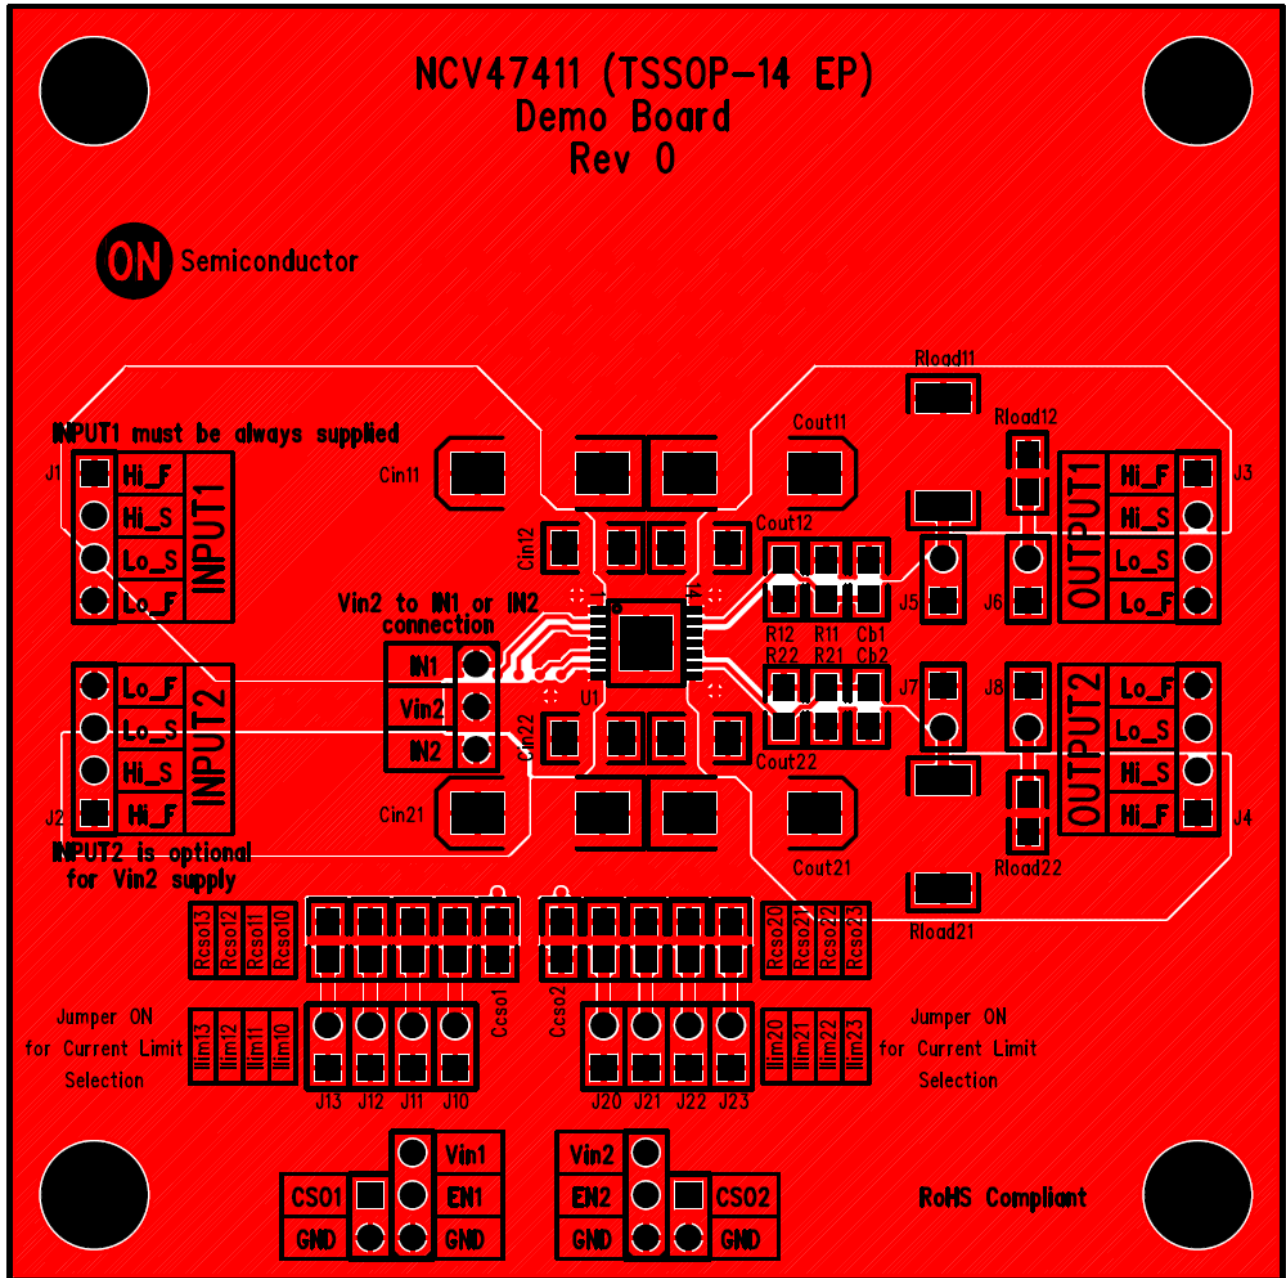 NCV47411 (TSSOP-14 EP)
Demo Board
Rev 0
ON Semiconductor
Rload11
INPUT1 must be always supplied
Cout11
Rload12
J1
Hi_F
Hi_S
Lo_S
Lo_F
INPUT1
Cin11
Cin12
Cout12
OUTPUT1
Hi_F
Hi_S
Lo_S
Lo_F
J3
Vin2 to IN1 or IN2
connection
1
14
J5
J6
R12
R11
Cb1
R22
R21
Cb2
IN1
Vin2
IN2
U1
J7
J8
Lo_F
Lo_S
Hi_S
Hi_F
INPUT2
J2
Cin22
Cin21
Cout22
Cout21
OUTPUT2
Lo_F
Lo_S
Hi_S
Hi_F
J4
INPUT2 is optional
for Vin2 supply
Rload22
Rload21
Rcso13
Rcso12
Rcso11
Rcso10
Ccso1
Ccso2
Rcso20
Rcso21
Rcso22
Rcso23
Jumper ON
for Current Limit
Selection
Ilim13
Ilim12
Ilim11
Ilim10
Ilim20
Ilim21
Ilim22
Ilim23
Jumper ON
for Current Limit
Selection
J13 J12 J11 J10
J20 J21 J22 J23
Vin1
CSO1
EN1
GND
GND
Vin2
EN2
CSO2
GND
GND
RoHS Compliant